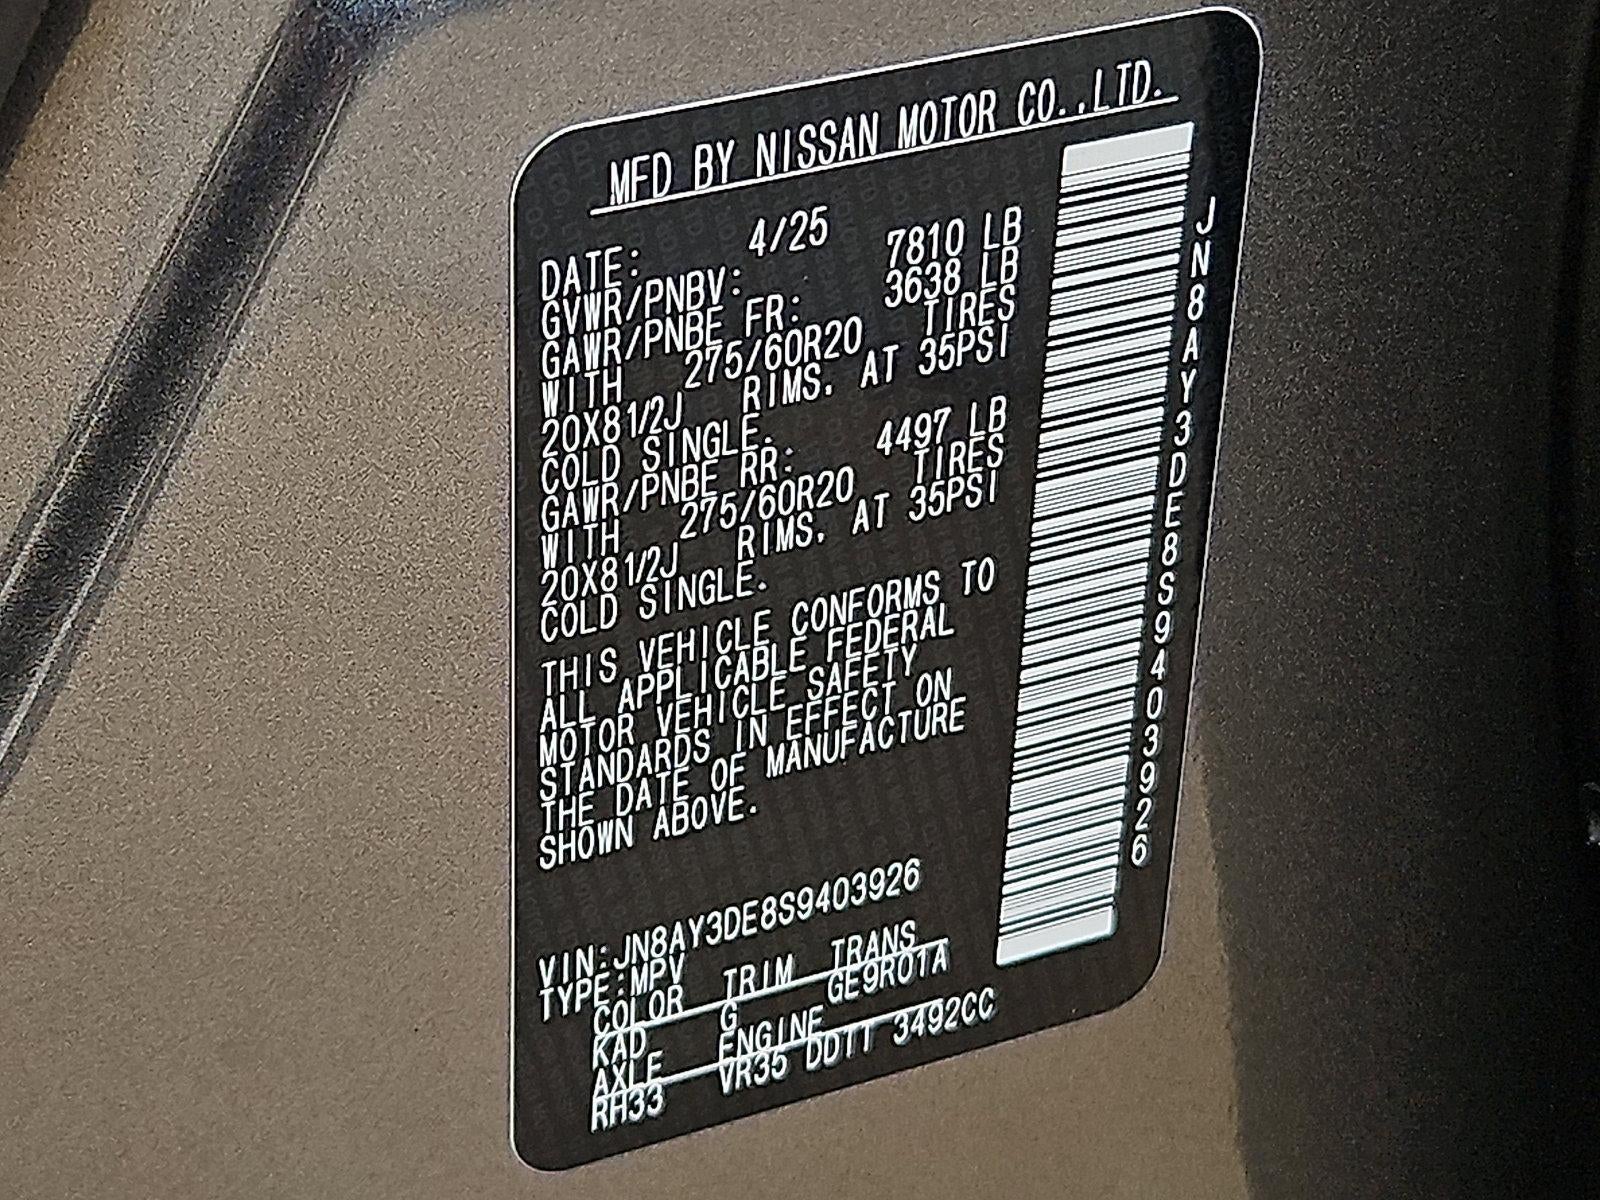 MFD BY NISSAN MOTOR CO.,LTD.
DATE: 4/25
GVWR/PNBV: 7810 LB
GAWR/PNBE FR: 3638 LB
WITH 275/60R20 TIRES
20X8 1/2J RIMS. AT 35PSI
COLD SINGLE.
GAWR/PNBE RR: 4497 LB
WITH 275/60R20 TIRES
20X8 1/2J RIMS. AT 35PSI
COLD SINGLE.
THIS VEHICLE CONFORMS TO
ALL APPLICABLE FEDERAL
MOTOR VEHICLE SAFETY
STANDARDS IN EFFECT ON
THE DATE OF MANUFACTURE
SHOWN ABOVE.
VIN:JN8AY3DE8S9403926
TYPE:MPV
COLOR TRIM TRANS
KAD G GE9R01A
AXLE ENGINE
RH33 VR35 DDTT 3492CC
JN8AY3DE8S9403926